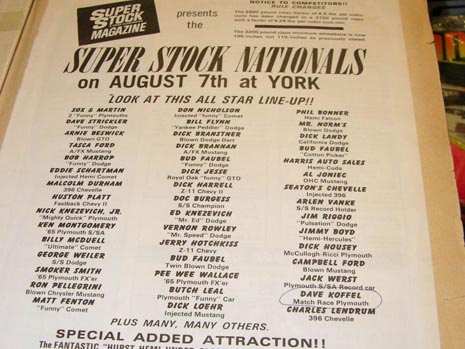 SUPER STOCK
MAGAZINE
presents
the
NOTICE TO COMPETITORS!!
RULE CHANGES
SUPER STOCK NATIONALS
on AUGUST 7th at YORK
LOOK AT THIS ALL STAR LINE-UP!!
SOX & MARTIN
2 "Funny" Plymouths
DAVE STRICKLER
"Funny" Dodge
ARNIE BESWICK
Blown GTO
TASCA FORD
A/FX Mustang
BOB HARROP
"Funny" Dodge
EDDIE SCHARTMAN
Injected Hemi Comet
MALCOLM DURHAM
396 Chevelle
HUSTON PLATT
Fastback Chevy II
NICK KNEZEVICH, JR.
"Mighty Quick" Plymouth
KEN MONTGOMERY
'65 Plymouth S/SA
BILLY McDUELL
"Ultimate" Comet
GEORGE WEILER
S/S Dodge
SMOKER SMITH
'65 Plymouth FX'er
RON PELLEGRINI
Blown Chrysler Mustang
MATT FENTON
"Funny" Comet
DON NICHOLSON
Injected "funny" Comet
BILL FLYNN
"Yankee Peddler" Dodge
DICK BRANSTNER
Blown Dodge Dart
DICK BRANNAN
A/FX Mustang
BUD FAUBEL
"Funny" Dodge
DICK JESSE
Royal Oak "funny" GTO
DICK HARRELL
Z-11 Chevy II
DOC BURGESS
S/S Champion
ED KNEZEVICH
"Mr. Ed" Dodge
VERNON ROWLEY
"Mr. Speed" Dodge
JERRY HOTCHKISS
Z-11 Chevy
BUD FAUBEL
Twin Blown Dodge
PEE WEE WALLACE
'65 Plymouth FX'er
BUTCH LEAL
Plymouth "Funny" Car
DICK LOEHR
Injected Mustang
PHIL BONNER
Hemi Falcon
MR. NORM'S
Blown Dodge
DICK LANDY
California Dodge
BUD FAUBEL
"Cotton Picker"
HARRIS AUTO SALES
Hemi-Cuda
AL JONIEC
OHC Mustang
SEATON'S CHEVELLE
Injected 396
ARLEN VANKE
S/S Record Holder
JIM RIGGIO
"Pulsation" Dodge
JIMMY BOYD
"Hemi-Hercules"
DICK HOUSEY
McCullogh-Ricci Plymouth
CAMPBELL FORD
Blown Mustang
JACK WERST
Plymouth S/SA Record car
DAVE KOFFEL
Match Race Plymouth
CHARLES LENDRUM
396 Chevelle
PLUS MANY, MANY OTHERS.
SPECIAL ADDED ATTRACTION!!
The FANTASTIC "HURST HEMI UNDER